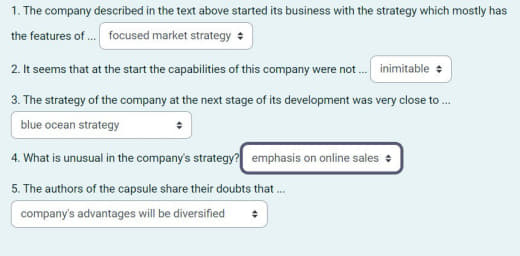 1. The company described in the text above started its business with the strategy which mostly has
the features of ... focused market strategy
2. It seems that at the start the capabilities of this company were not ... inimitable
3. The strategy of the company at the next stage of its development was very close to ...
blue ocean strategy
4. What is unusual in the company's strategy? emphasis on online sales
5. The authors of the capsule share their doubts that ...
company's advantages will be diversified